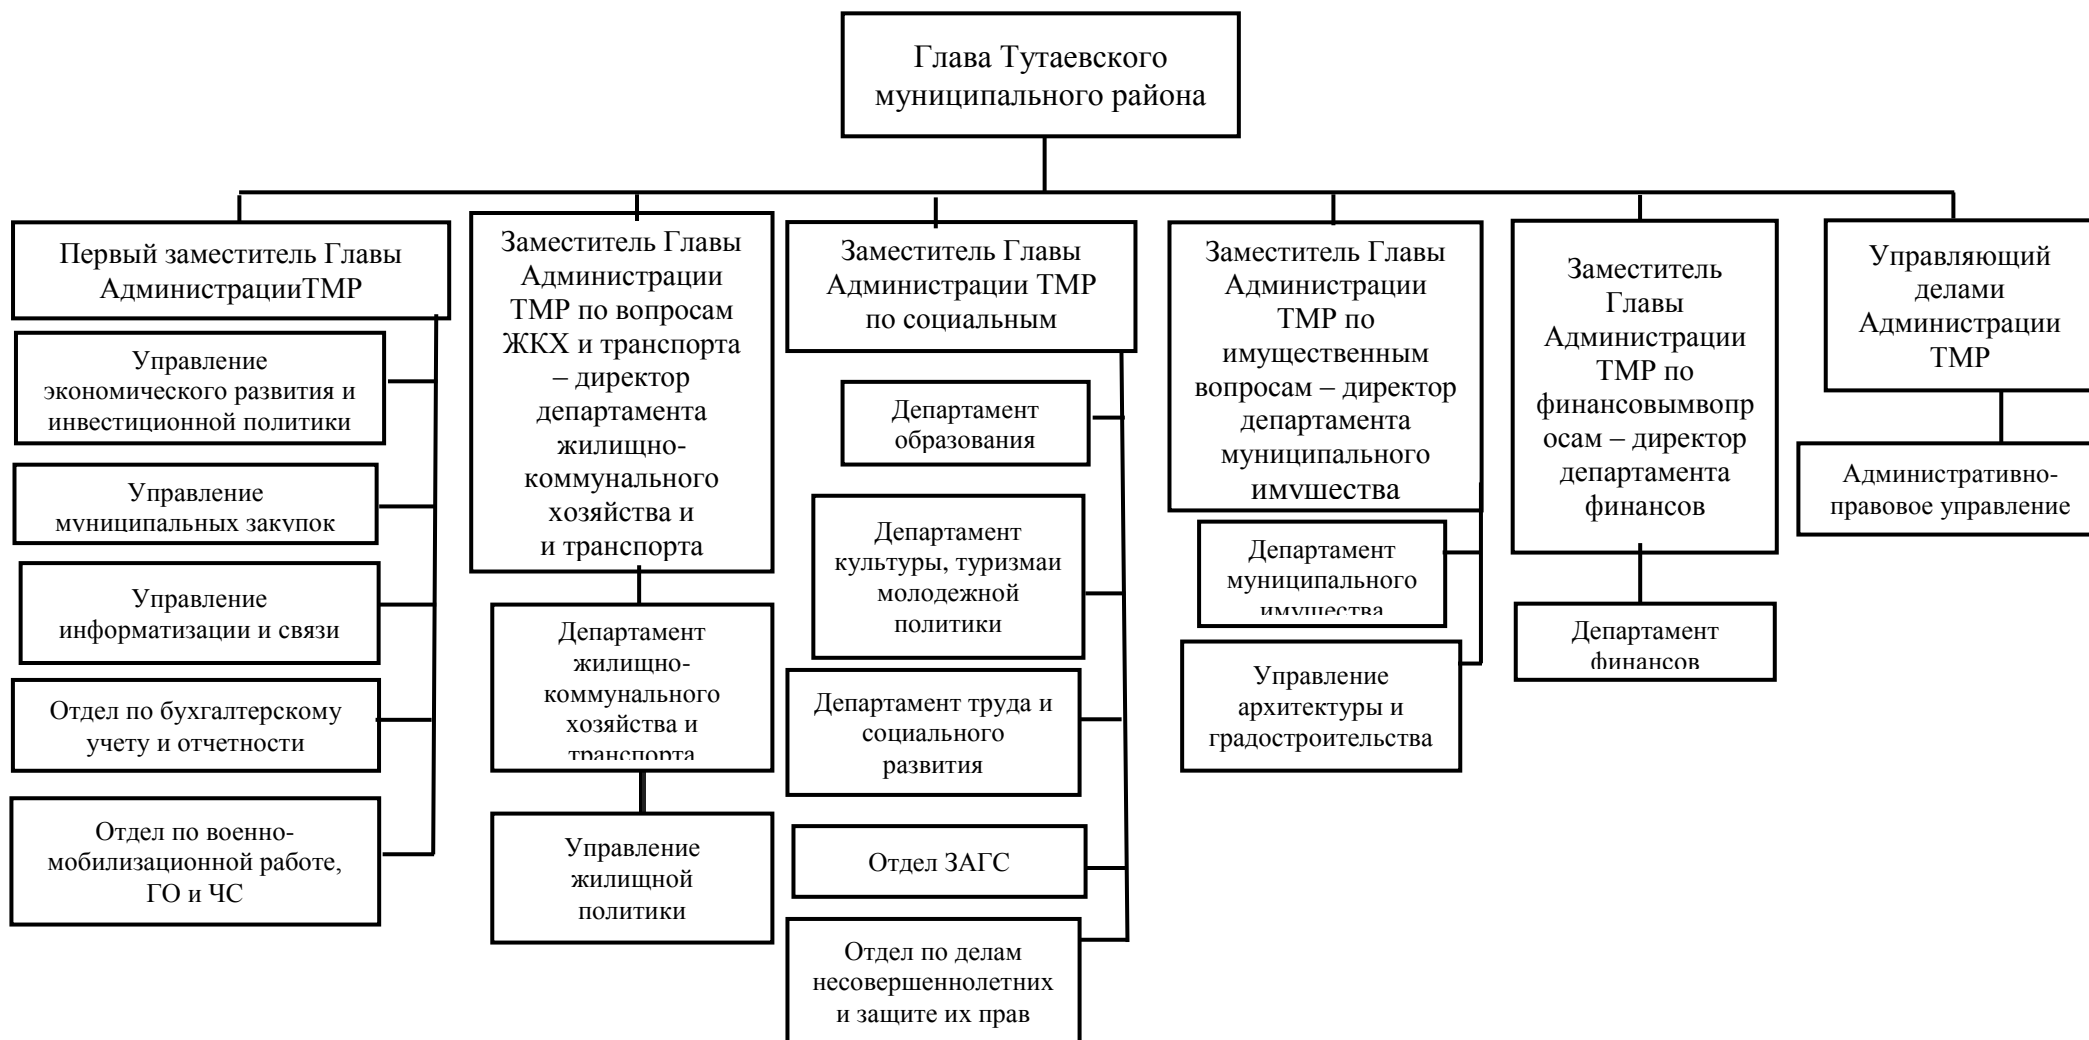 Глава Тутаевского
муниципального района
Первый заместитель Главы
АдминистрацииТМР
Управление
экономического развития и
инвестиционной политики
Управление
муниципальных закупок
Управление
информатизации и связи
Отдел по бухгалтерскому
учету и отчетности
Отдел по военно-
мобилизационной работе,
ГО и ЧС
Заместитель Главы
Администрации
ТМР по вопросам
ЖКХ и транспорта
– директор
департамента
жилищно-
коммунального
хозяйства и
и транспорта
Департамент
жилищно-
коммунального
хозяйства и
транспорта
Управление
жилищной
политики
Заместитель Главы
Администрации ТМР
по социальным
Департамент
образования
Департамент
культуры, туризмаи
молодежной
политики
Департамент труда и
социального
развития
Отдел ЗАГС
Отдел по делам
несовершеннолетних
и защите их прав
Заместитель Главы
Администрации
ТМР по
имущественным
вопросам – директор
департамента
муниципального
имущества
Департамент
муниципального
имущества
Управление
архитектуры и
градостроительства
Заместитель
Главы
Администрации
ТМР по
финансовымвопр
осам – директор
департамента
финансов
Департамент
финансов
Управляющий
делами
Администрации
ТМР
Административно-
правовое управление